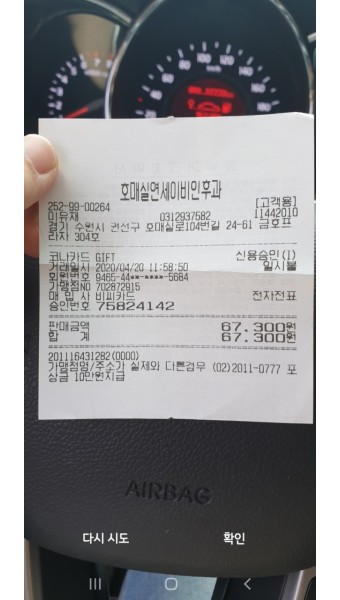 호매실연세이비인후과
252-99-00264 [고객용]
이유재 0312937582 11442010
경기 수원시 권선구 호매실로104번길 24-61 금호프
라자 304호
코나카드 GIFT 신용승인(I)
거래일시 2020/04/20 11:58:50 일시불
회원번호 9465-44**-****-5684
가맹점NO 702872915
매 입 사 비씨카드 전자전표
승인번호 75824142
판매금액 67,300원
합 계 67,300원
201116431282(0000)
가맹점명/주소가 실제와 다른경우 (02)2011-0777 포
상금 10만원지급
AIRBAG
다시 시도 확인